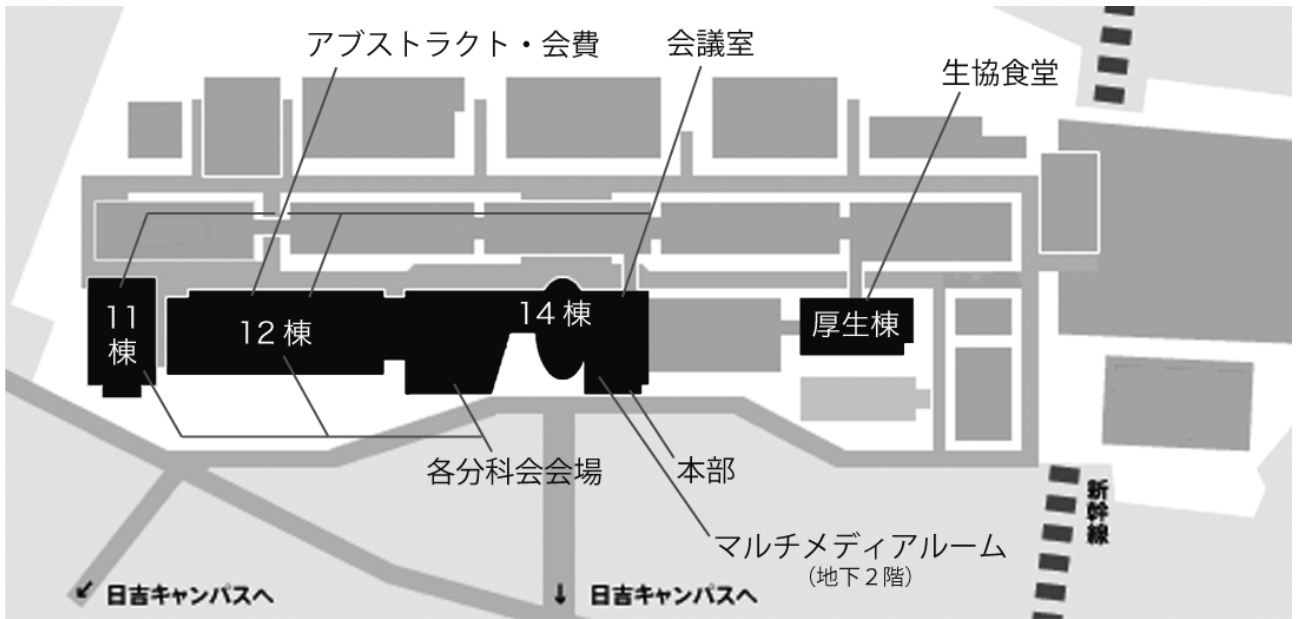 アブストラクト・会費
会議室
生協食堂
11
棟
12 棟
14 棟
厚生棟
各分科会会場
本部
マルチメディアルーム
（地下２階）
新幹線
↙ 日吉キャンパスへ
↓ 日吉キャンパスへ